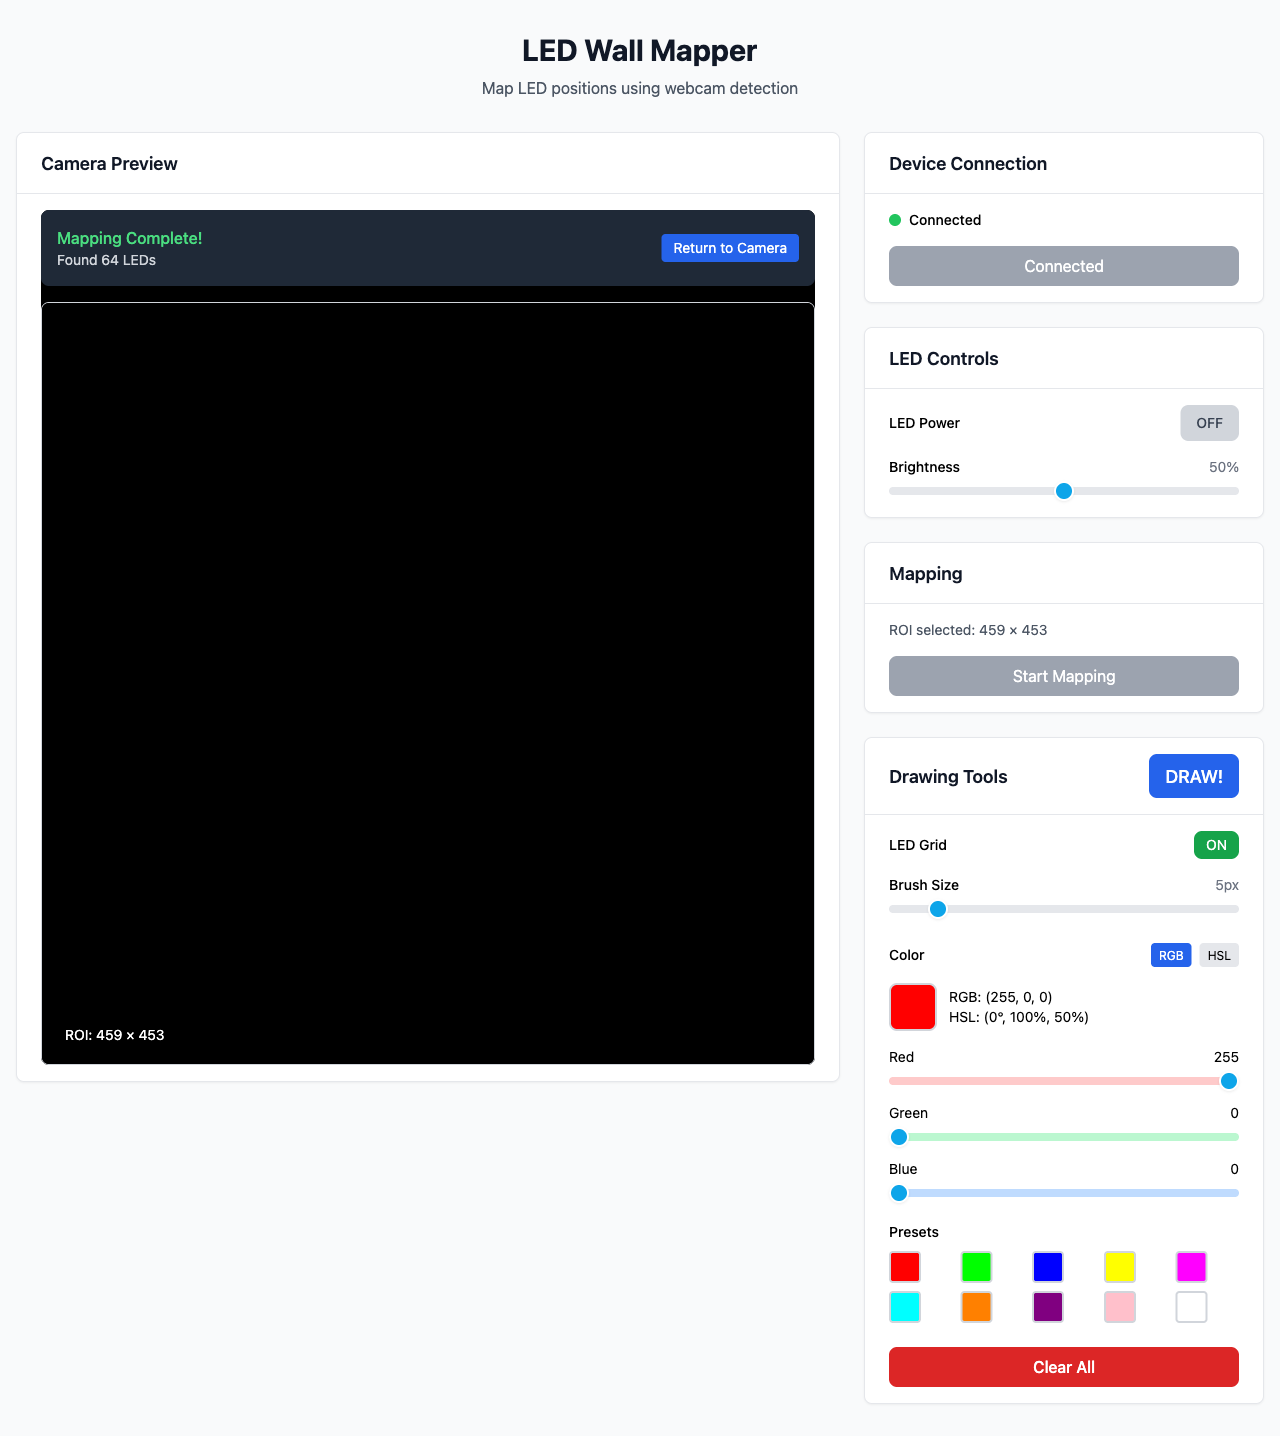 LED Wall Mapper
Map LED positions using webcam detection
Camera Preview
Mapping Complete!
Found 64 LEDs
Return to Camera
ROI: 459 × 453
Device Connection
Connected
Connected
LED Controls
LED Power
OFF
Brightness
50%
Mapping
ROI selected: 459 × 453
Start Mapping
Drawing Tools
DRAW!
LED Grid
ON
Brush Size
5px
Color
RGB
HSL
RGB: (255, 0, 0)
HSL: (0°, 100%, 50%)
Red
255
Green
0
Blue
0
Presets
Clear All